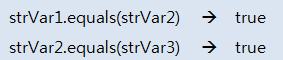 strVar1.equals(strVar2) → true
strVar2.equals(strVar3) → true